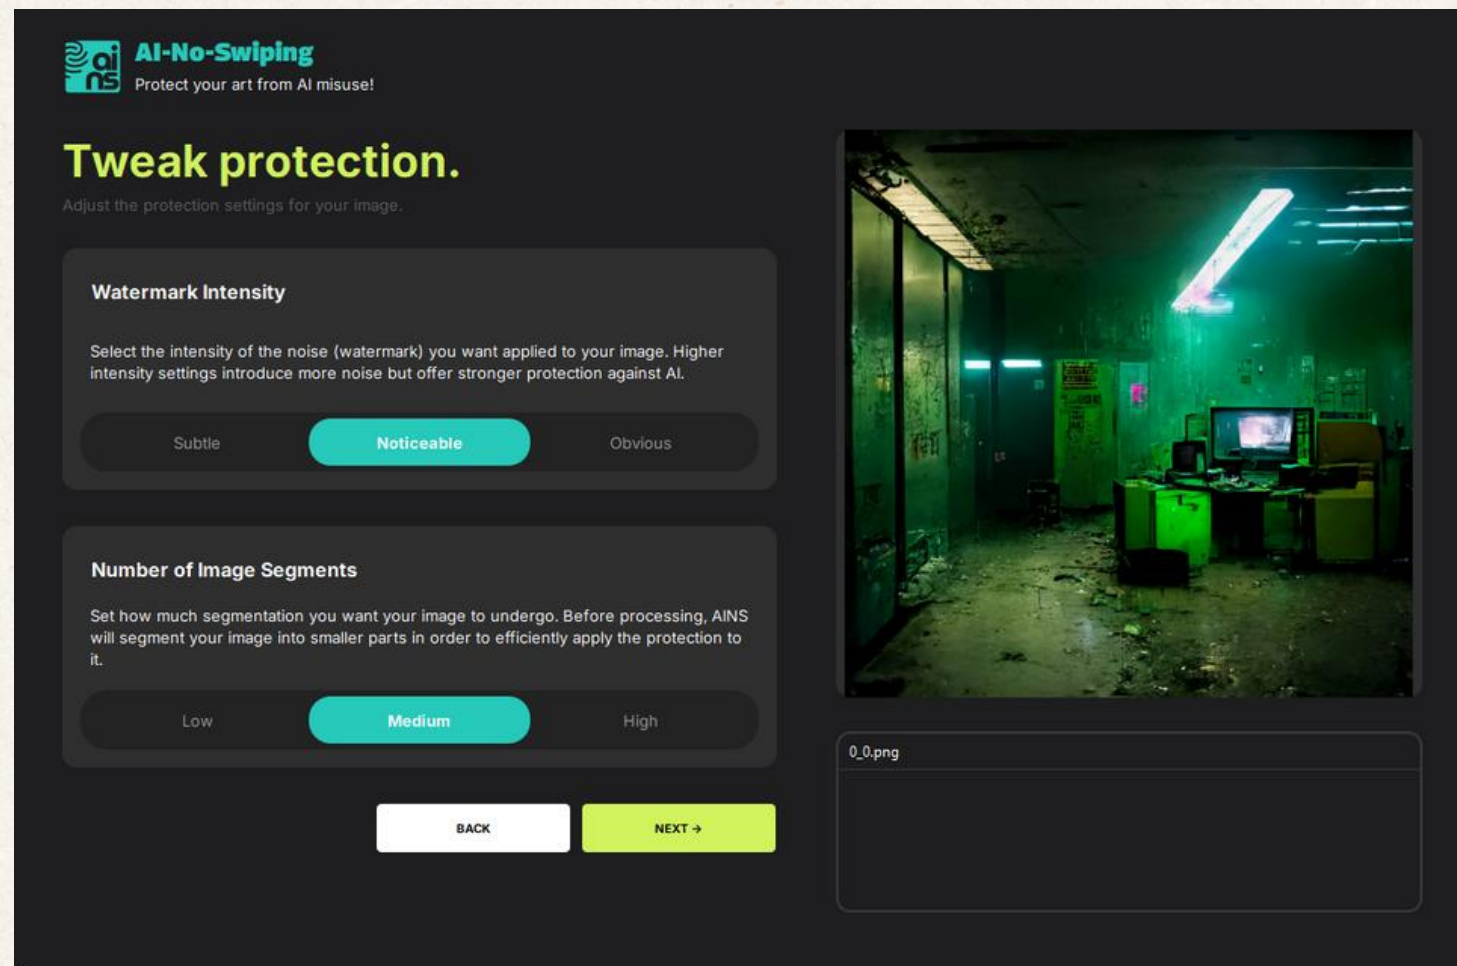 ai
ns
AI-No-Swiping
Protect your art from AI misuse!
Tweak protection.
Adjust the protection settings for your image.
Watermark Intensity
Select the intensity of the noise (watermark) you want applied to your image. Higher
intensity settings introduce more noise but offer stronger protection against AI.
Subtle
Noticeable
Obvious
Number of Image Segments
Set how much segmentation you want your image to undergo. Before processing, AINS
will segment your image into smaller parts in order to efficiently apply the protection to
it.
Low
Medium
High
BACK
NEXT →
0_0.png